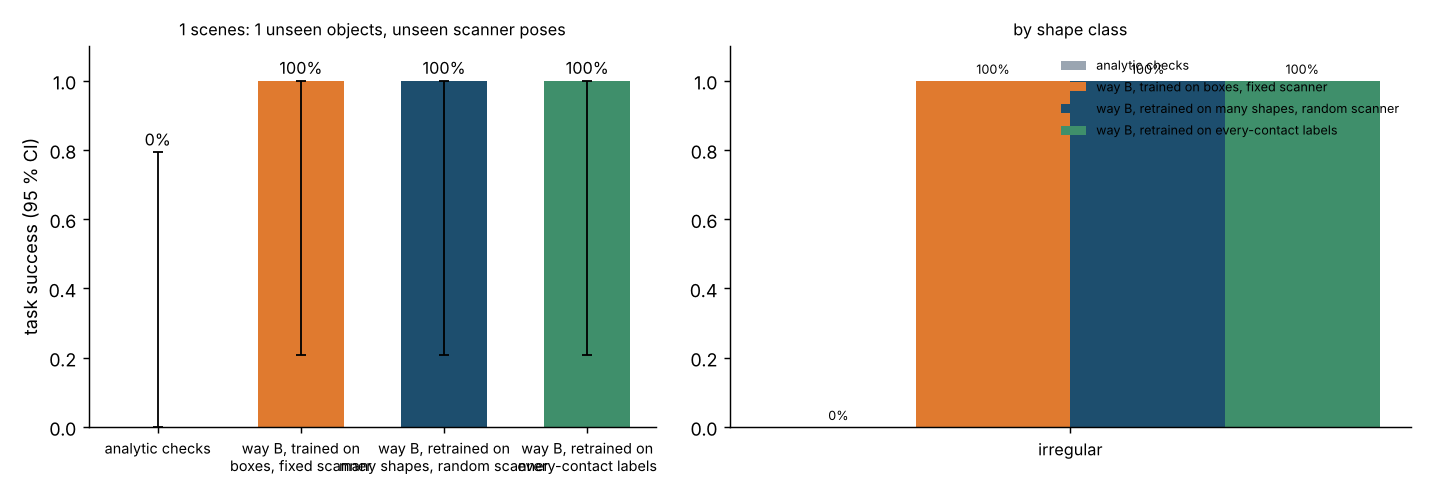 1 scenes: 1 unseen objects, unseen scanner poses
task success (95 % CI)
1.0
0.8
0.6
0.4
0.2
0.0
0%
100%
100%
100%
analytic checks
way B, trained on
boxes, fixed scanner
way B, retrained on
many shapes, random scanner
way B, retrained on
every-contact labels
by shape class
1.0
0.8
0.6
0.4
0.2
0.0
0%
100%
100%
100%
analytic checks
way B, trained on boxes, fixed scanner
way B, retrained on many shapes, random scanner
way B, retrained on every-contact labels
irregular